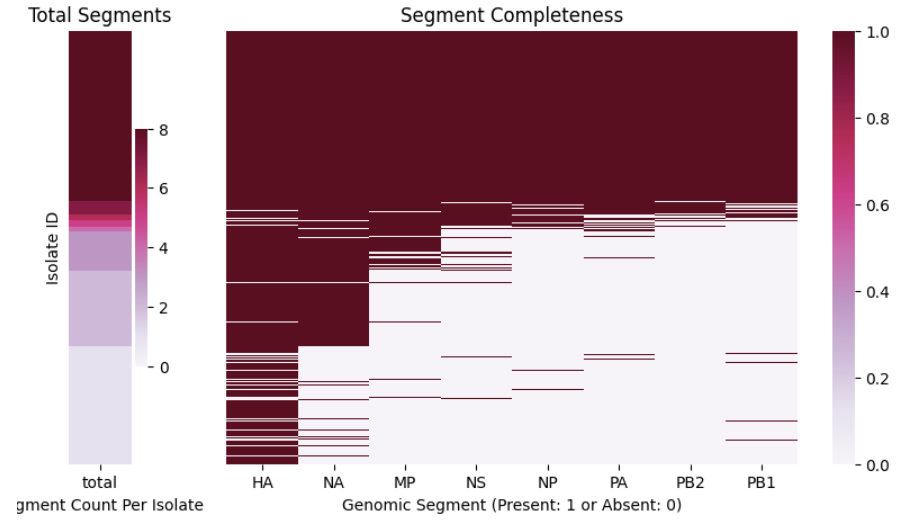 Total Segments
Segment Completeness
Isolate ID
8
6
4
2
0
1.0
0.8
0.6
0.4
0.2
0.0
total
HA NA MP NS NP PA PB2 PB1
gment Count Per Isolate
Genomic Segment (Present: 1 or Absent: 0)